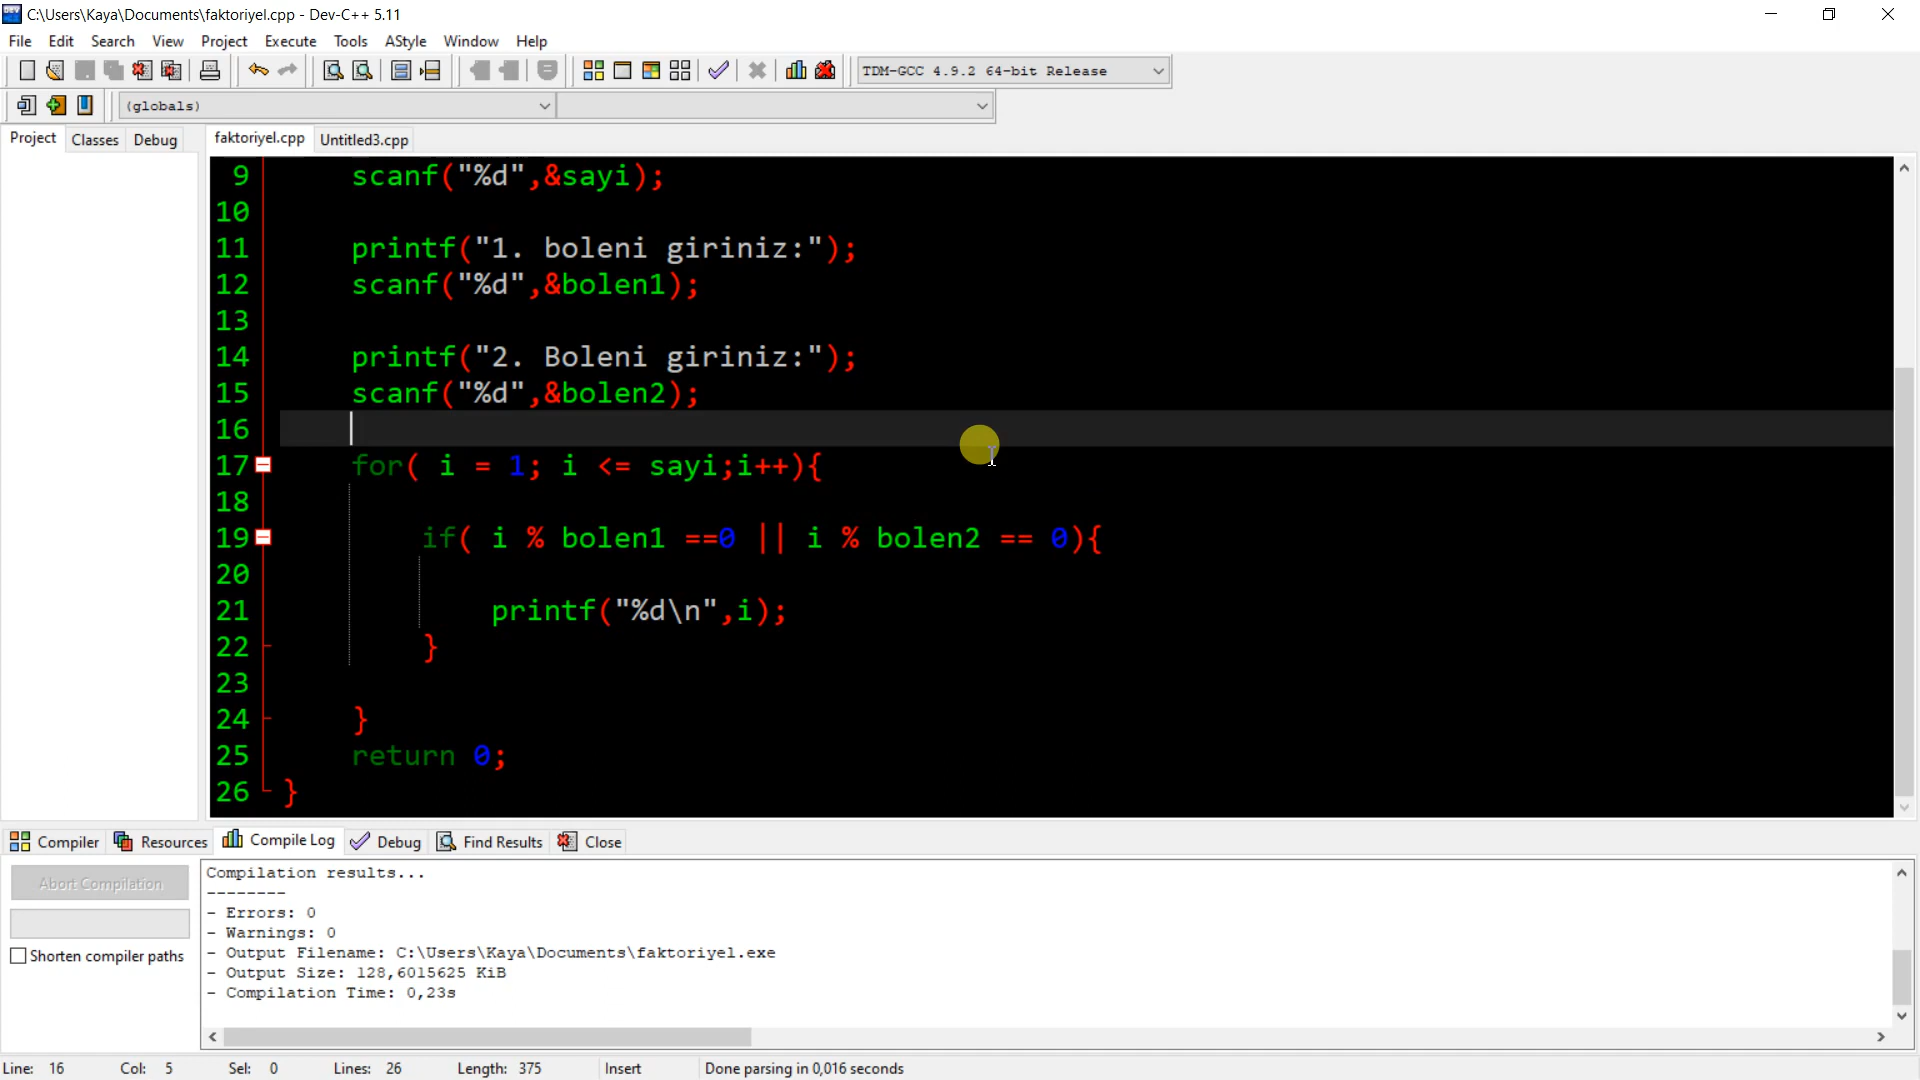 C:\Users\Kaya\Documents\faktoriyel.cpp - Dev-C++ 5.11
File Edit Search View Project Execute Tools AStyle Window Help
TDM-GCC 4.9.2 64-bit Release
(globals)
Project Classes Debug faktoriyel.cpp Untitled3.cpp
9 scanf("%d",&sayi);
10
11 printf("1. boleni giriniz:");
12 scanf("%d",&bolen1);
13
14 printf("2. Boleni giriniz:");
15 scanf("%d",&bolen2);
16
17 for( i = 1; i <= sayi;i++){
18
19 if( i % bolen1 ==0 || i % bolen2 == 0){
20
21 printf("%d\n",i);
22 }
23
24 }
25 return 0;
26 }
Compiler Resources Compile Log Debug Find Results Close
Abort Compilation
Shorten compiler paths
Compilation results...
--------
- Errors: 0
- Warnings: 0
- Output Filename: C:\Users\Kaya\Documents\faktoriyel.exe
- Output Size: 128,6015625 KiB
- Compilation Time: 0,23s
Line: 16 Col: 5 Sel: 0 Lines: 26 Length: 375 Insert Done parsing in 0,016 seconds